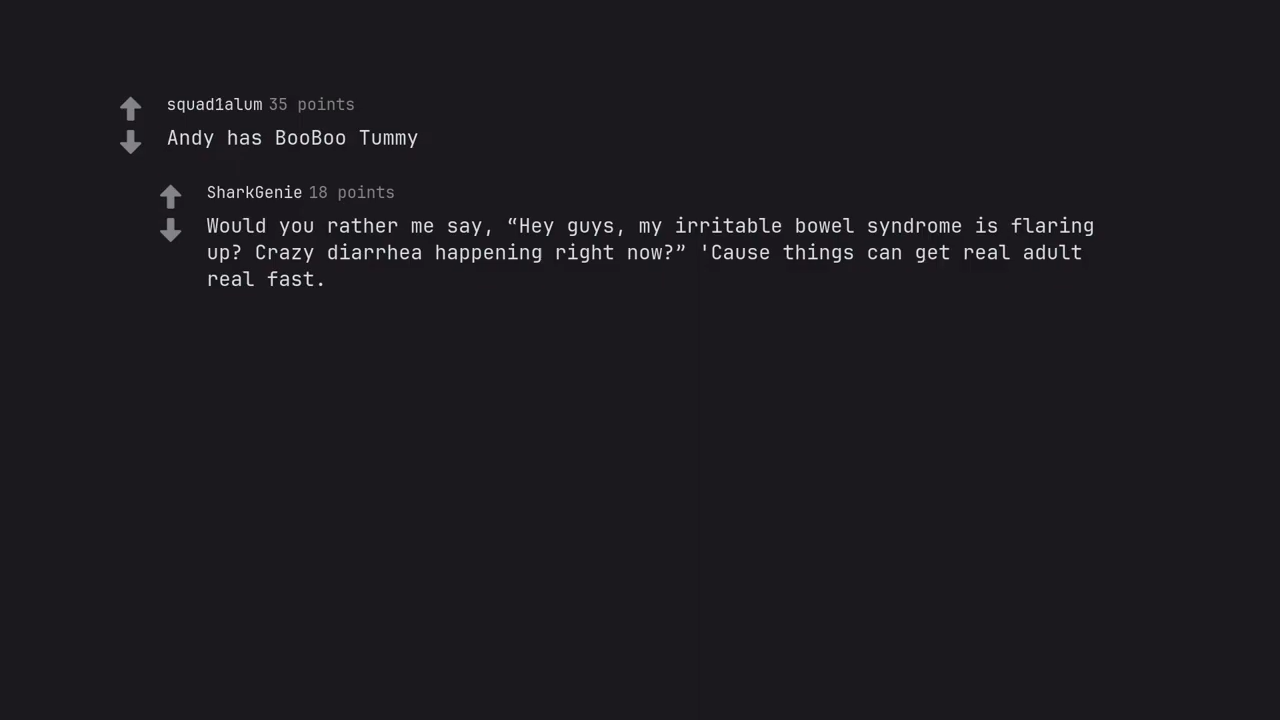 squad1alum 35 points
Andy has BooBoo Tummy
SharkGenie 18 points
Would you rather me say, “Hey guys, my irritable bowel syndrome is flaring
up? Crazy diarrhea happening right now?” 'Cause things can get real adult
real fast.